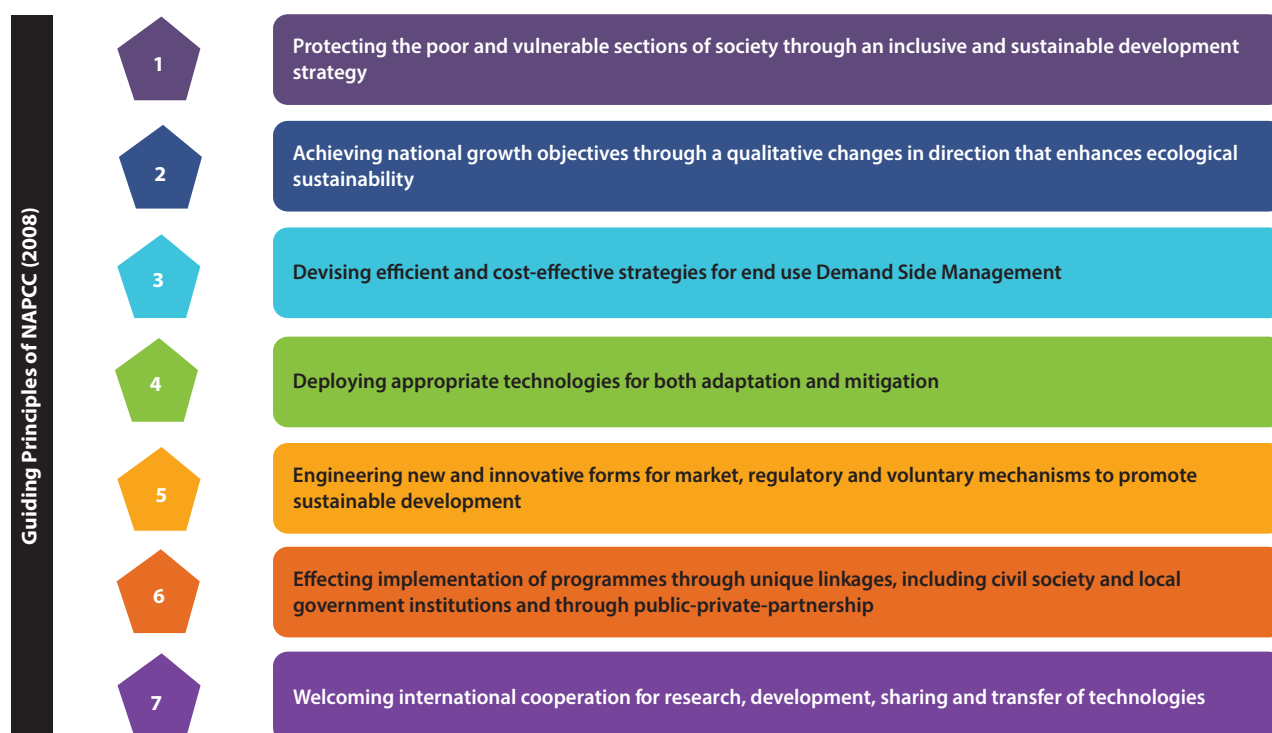 Guiding Principles of NAPCC (2008)
1
Protecting the poor and vulnerable sections of society through an inclusive and sustainable development
strategy
2
Achieving national growth objectives through a qualitative changes in direction that enhances ecological
sustainability
3
Devising efficient and cost-effective strategies for end use Demand Side Management
4
Deploying appropriate technologies for both adaptation and mitigation
5
Engineering new and innovative forms for market, regulatory and voluntary mechanisms to promote
sustainable development
6
Effecting implementation of programmes through unique linkages, including civil society and local
government institutions and through public-private-partnership
7
Welcoming international cooperation for research, development, sharing and transfer of technologies